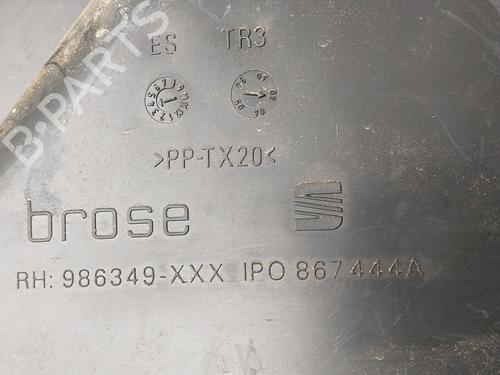 ES TR3
>PP-TX20<
B-PARTS
brose
RH: 986349-XXX IPO 867444A